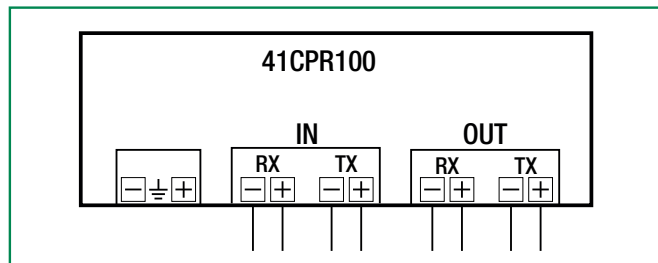 41CPR100
IN OUT
RX TX RX TX
− + − + − + − + − +